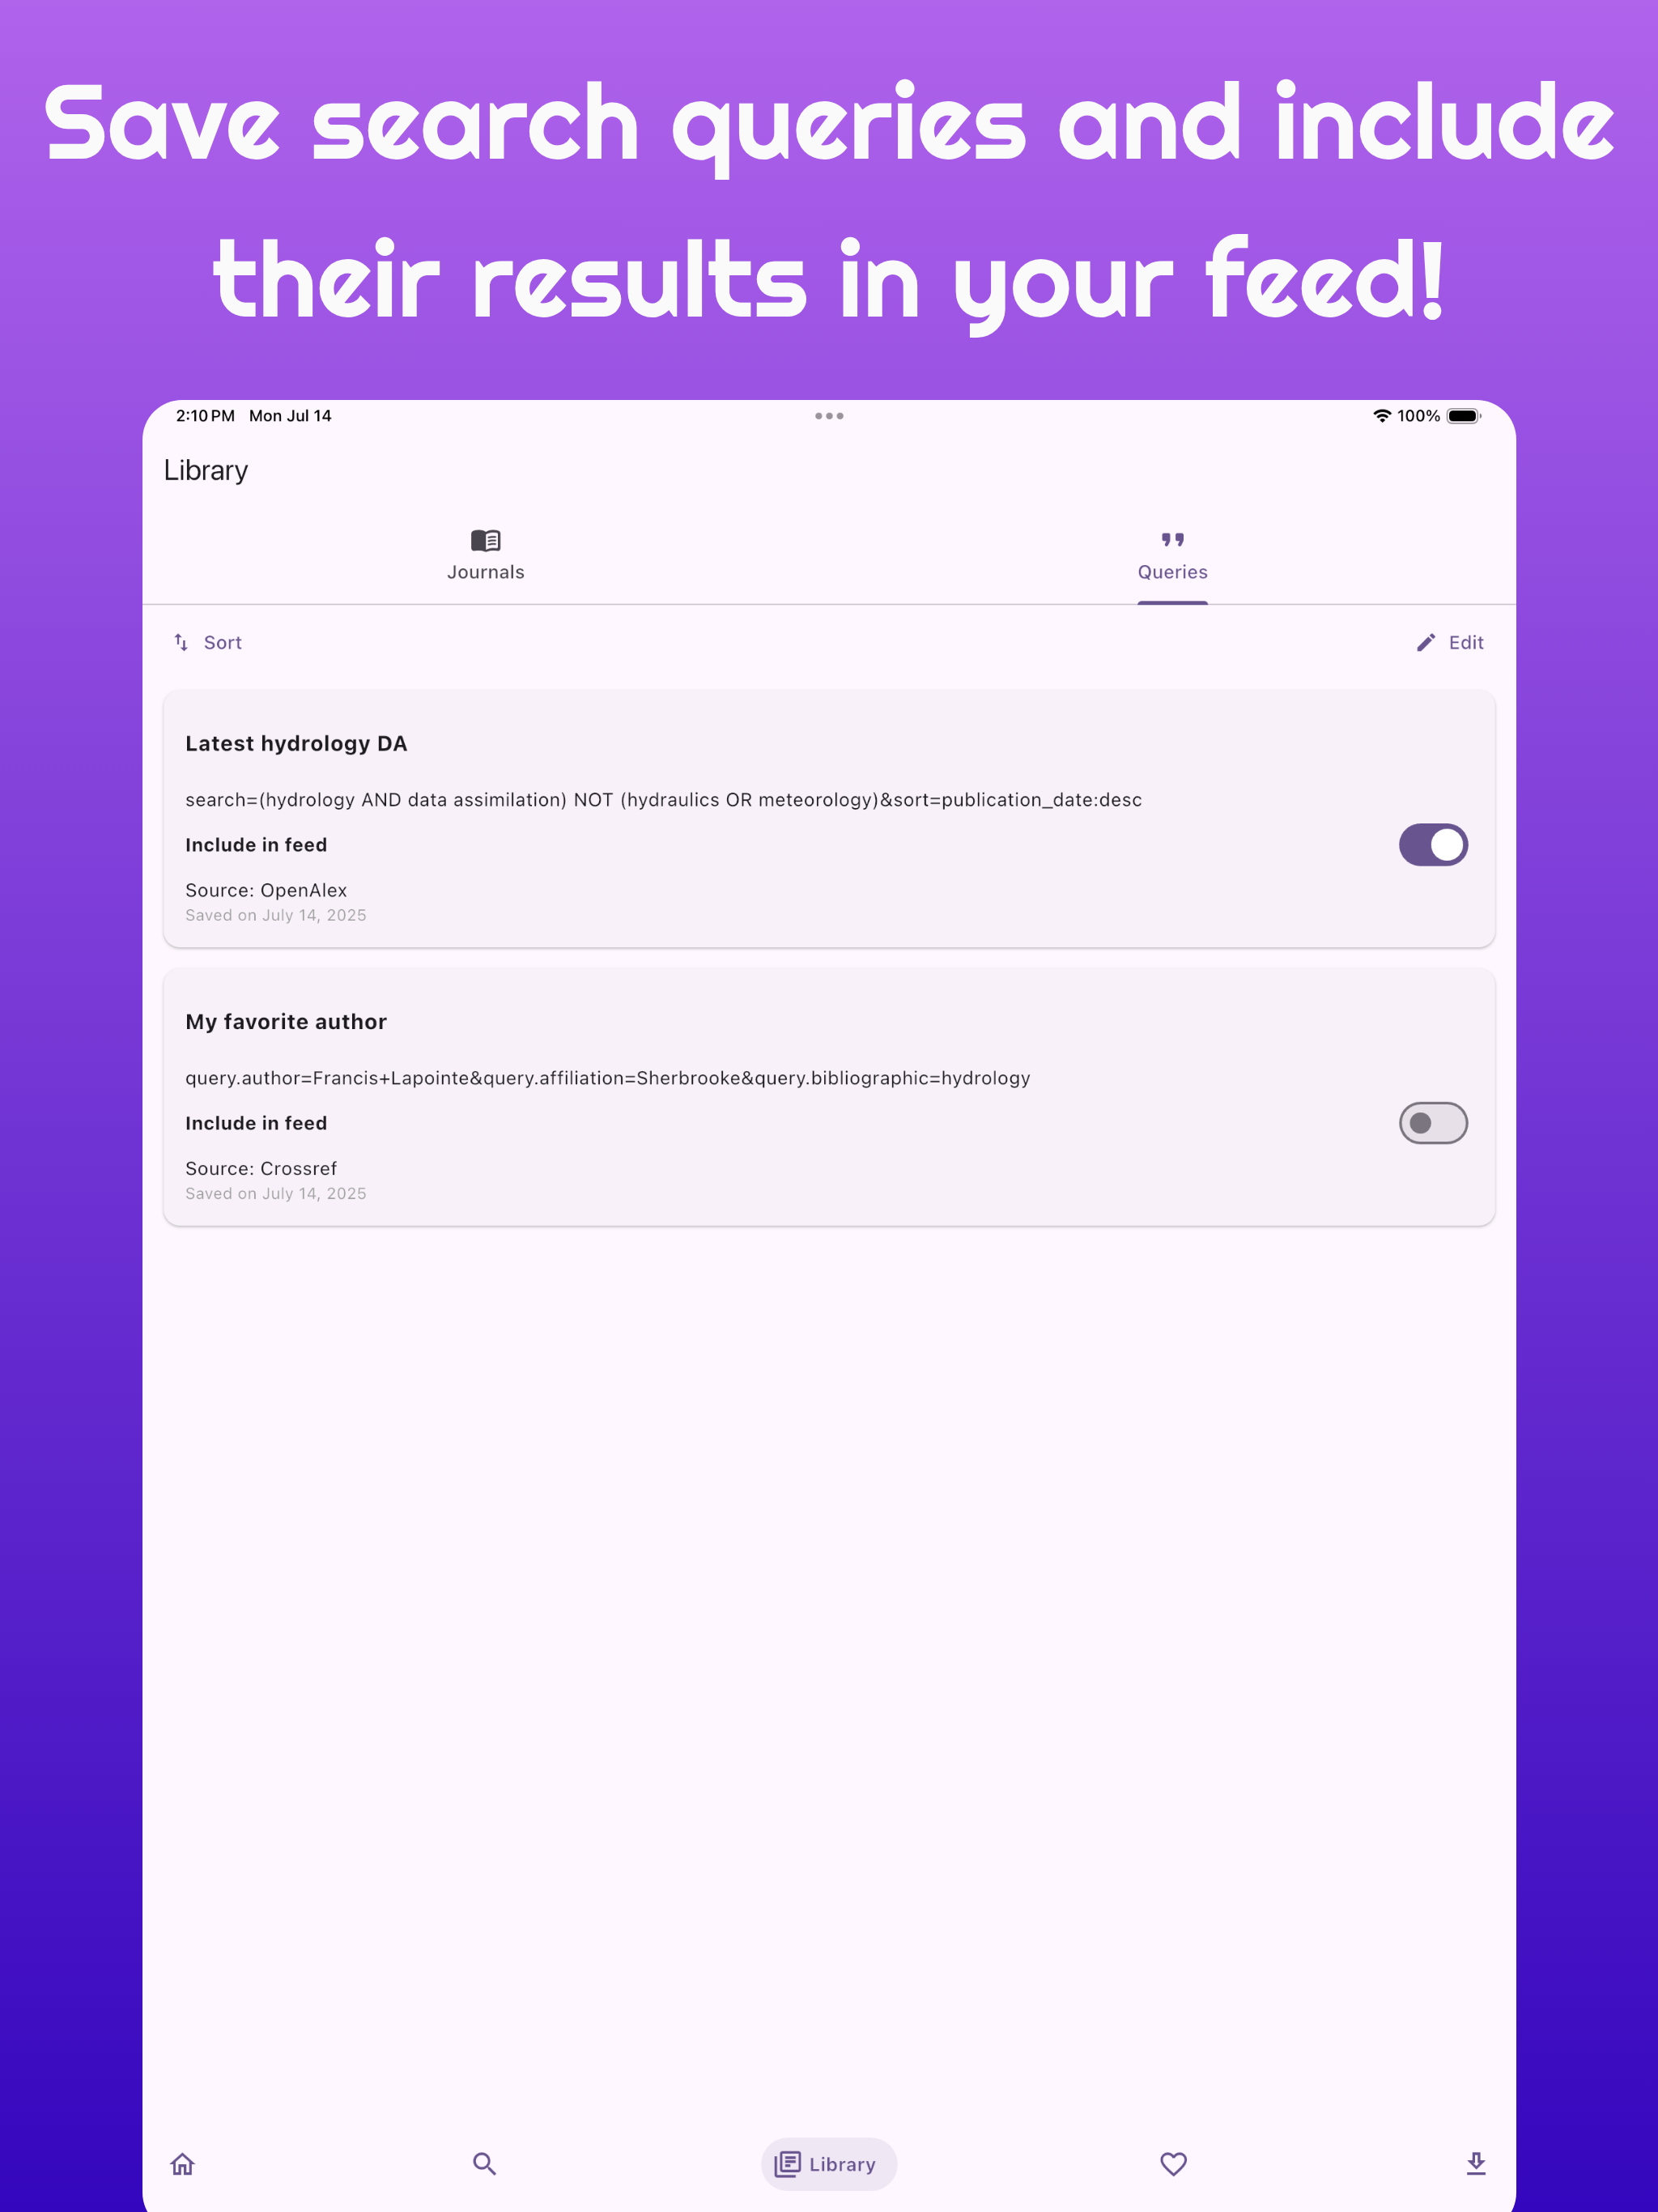 Save search queries and include
their results in your feed!
2:10 PM Mon Jul 14
100%
Library
Journals
Queries
Sort
Edit
Latest hydrology DA
search=(hydrology AND data assimilation) NOT (hydraulics OR meteorology)&sort=publication_date:desc
Include in feed
Source: OpenAlex
Saved on July 14, 2025
My favorite author
query.author=Francis+Lapointe&query.affiliation=Sherbrooke&query.bibliographic=hydrology
Include in feed
Source: Crossref
Saved on July 14, 2025
Library